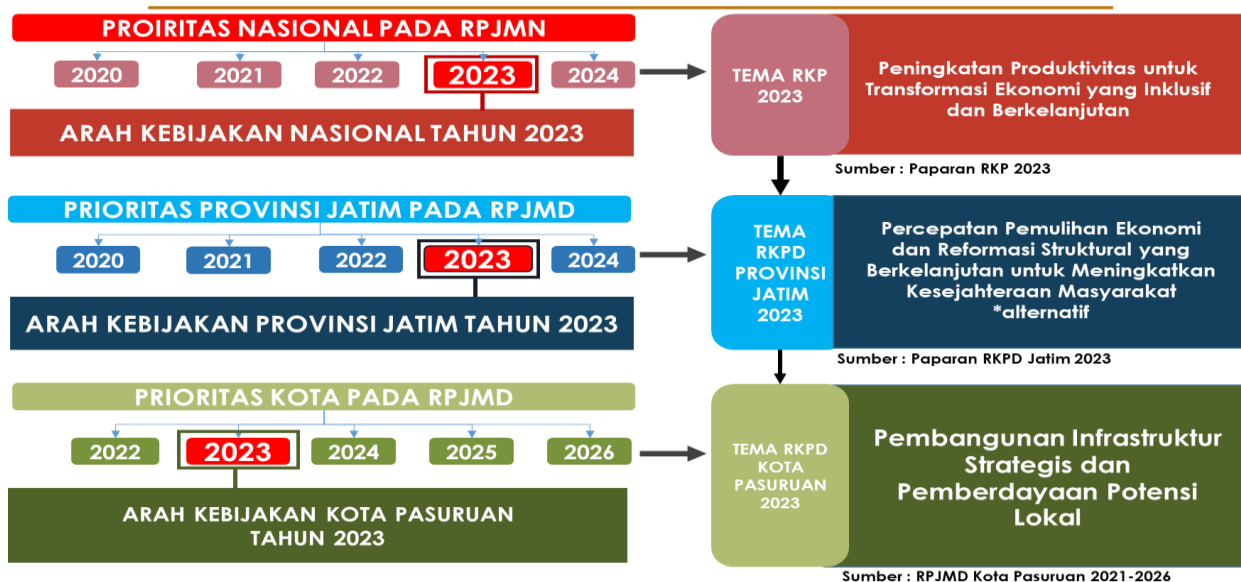 PROIRITAS NASIONAL PADA RPJMN
2020
2021
2022
2023
2024
ARAH KEBIJAKAN NASIONAL TAHUN 2023
TEMA RKP
2023
Peningkatan Produktivitas untuk
Transformasi Ekonomi yang Inklusif
dan Berkelanjutan
Sumber : Paparan RKP 2023
PRIORITAS PROVINSI JATIM PADA RPJMD
2020
2021
2022
2023
2024
ARAH KEBIJAKAN PROVINSI JATIM TAHUN 2023
TEMA
RKPD
PROVINSI
JATIM
2023
Percepatan Pemulihan Ekonomi
dan Reformasi Struktural yang
Berkelanjutan untuk Meningkatkan
Kesejahteraan Masyarakat
*alternatif
Sumber : Paparan RKPD Jatim 2023
PRIORITAS KOTA PADA RPJMD
2022
2023
2024
2025
2026
ARAH KEBIJAKAN KOTA PASURUAN
TAHUN 2023
TEMA RKPD
KOTA
PASURUAN
2023
Pembangunan Infrastruktur
Strategis dan
Pemberdayaan Potensi
Lokal
Sumber : RPJMD Kota Pasuruan 2021-2026